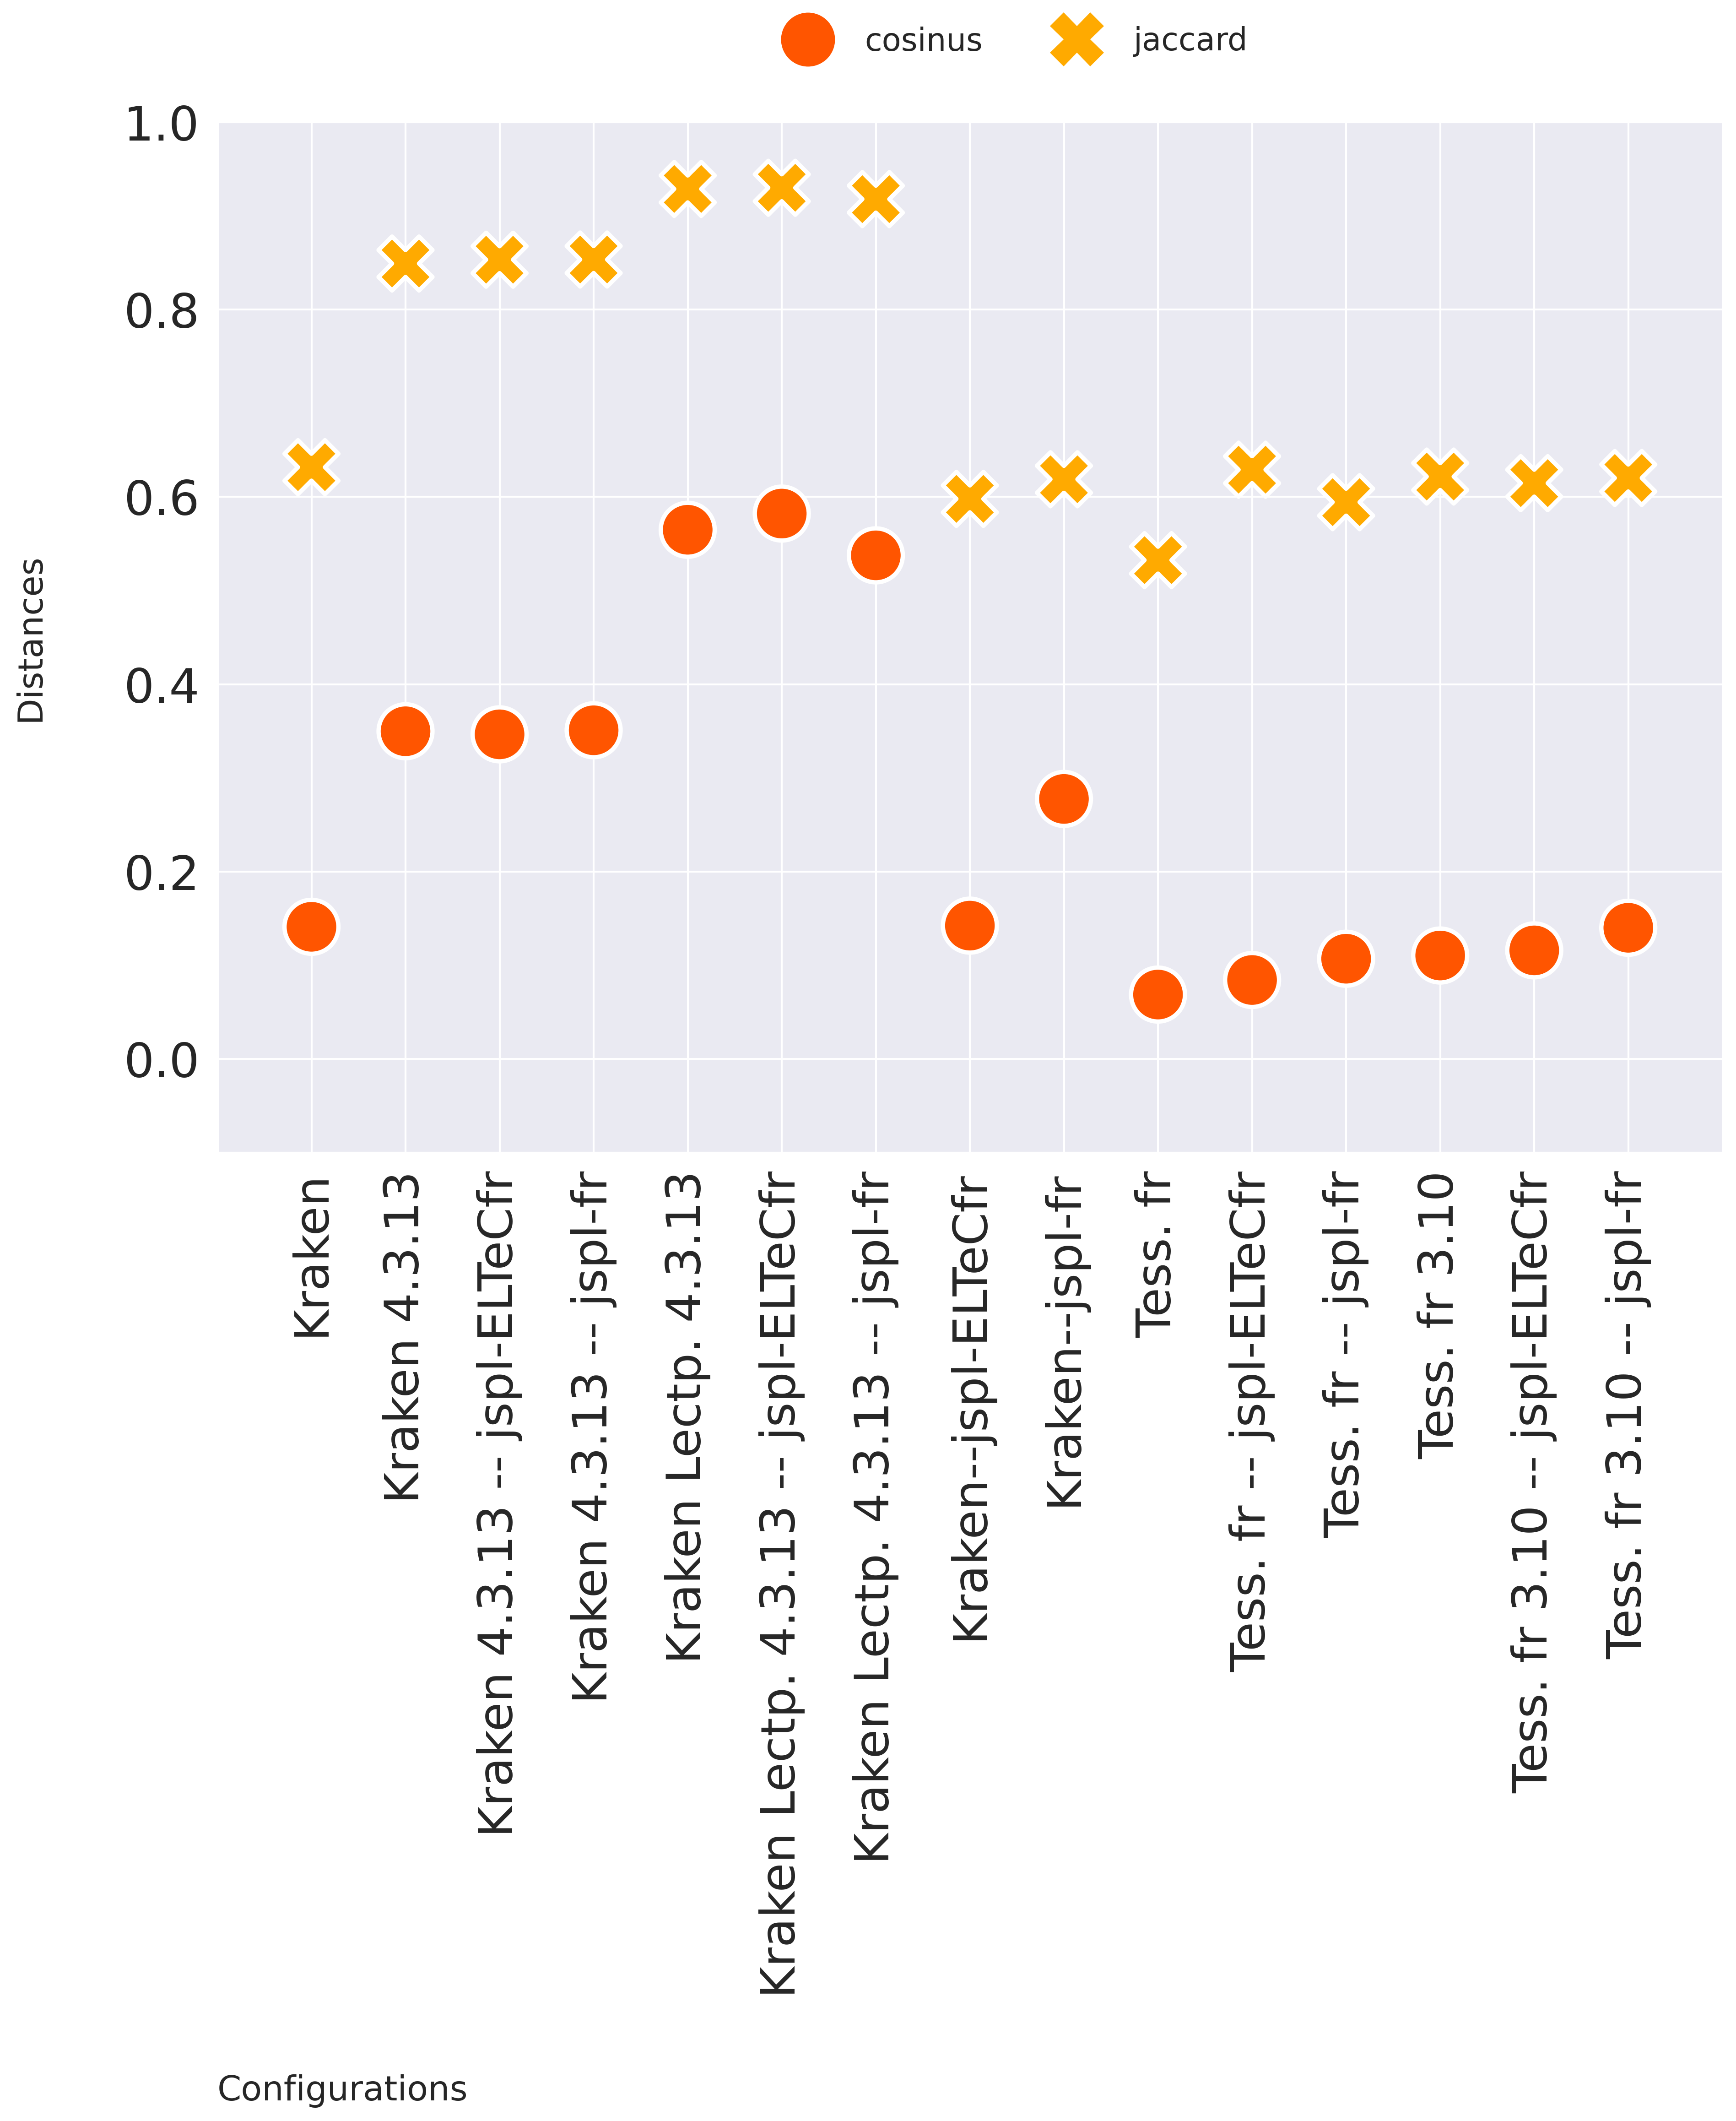 cosinus
jaccard
1.0
0.8
0.6
0.4
0.2
0.0
Distances
Kraken
Kraken 4.3.13
Kraken 4.3.13 -- jspl-ELTeCfr
Kraken 4.3.13 -- jspl-fr
Kraken Lectp. 4.3.13
Kraken Lectp. 4.3.13 -- jspl-ELTeCfr
Kraken Lectp. 4.3.13 -- jspl-fr
Kraken--jspl-ELTeCfr
Kraken--jspl-fr
Tess. fr
Tess. fr -- jspl-ELTeCfr
Tess. fr -- jspl-fr
Tess. fr 3.10
Tess. fr 3.10 -- jspl-ELTeCfr
Tess. fr 3.10 -- jspl-fr
Configurations